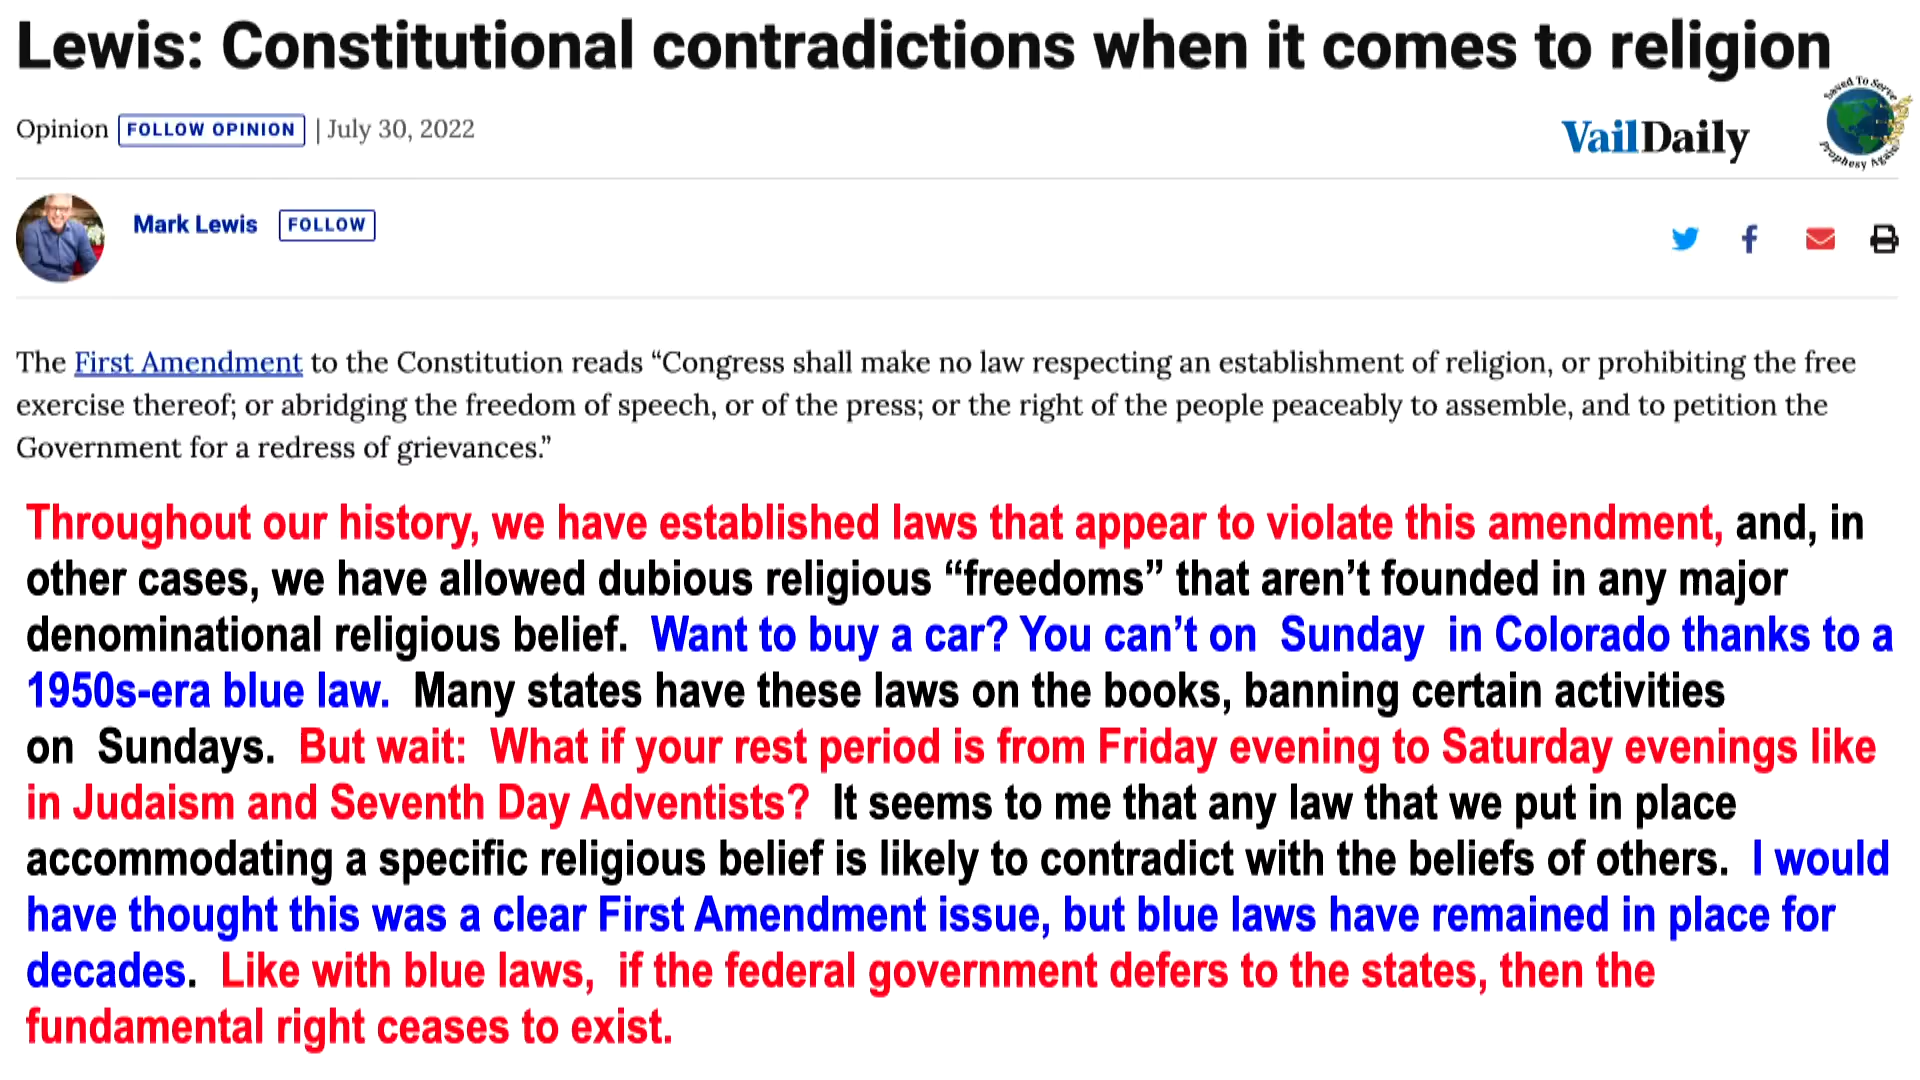 Lewis: Constitutional contradictions when it comes to religion
Opinion FOLLOW OPINION | July 30, 2022
VailDaily
Saved To Serve
Prophesy Again
Mark Lewis FOLLOW
The First Amendment to the Constitution reads “Congress shall make no law respecting an establishment of religion, or prohibiting the free
exercise thereof; or abridging the freedom of speech, or of the press; or the right of the people peaceably to assemble, and to petition the
Government for a redress of grievances.”
Throughout our history, we have established laws that appear to violate this amendment, and, in
other cases, we have allowed dubious religious “freedoms” that aren’t founded in any major
denominational religious belief. Want to buy a car? You can’t on Sunday in Colorado thanks to a
1950s-era blue law. Many states have these laws on the books, banning certain activities
on Sundays. But wait: What if your rest period is from Friday evening to Saturday evenings like
in Judaism and Seventh Day Adventists? It seems to me that any law that we put in place
accommodating a specific religious belief is likely to contradict with the beliefs of others. I would
have thought this was a clear First Amendment issue, but blue laws have remained in place for
decades. Like with blue laws, if the federal government defers to the states, then the
fundamental right ceases to exist.